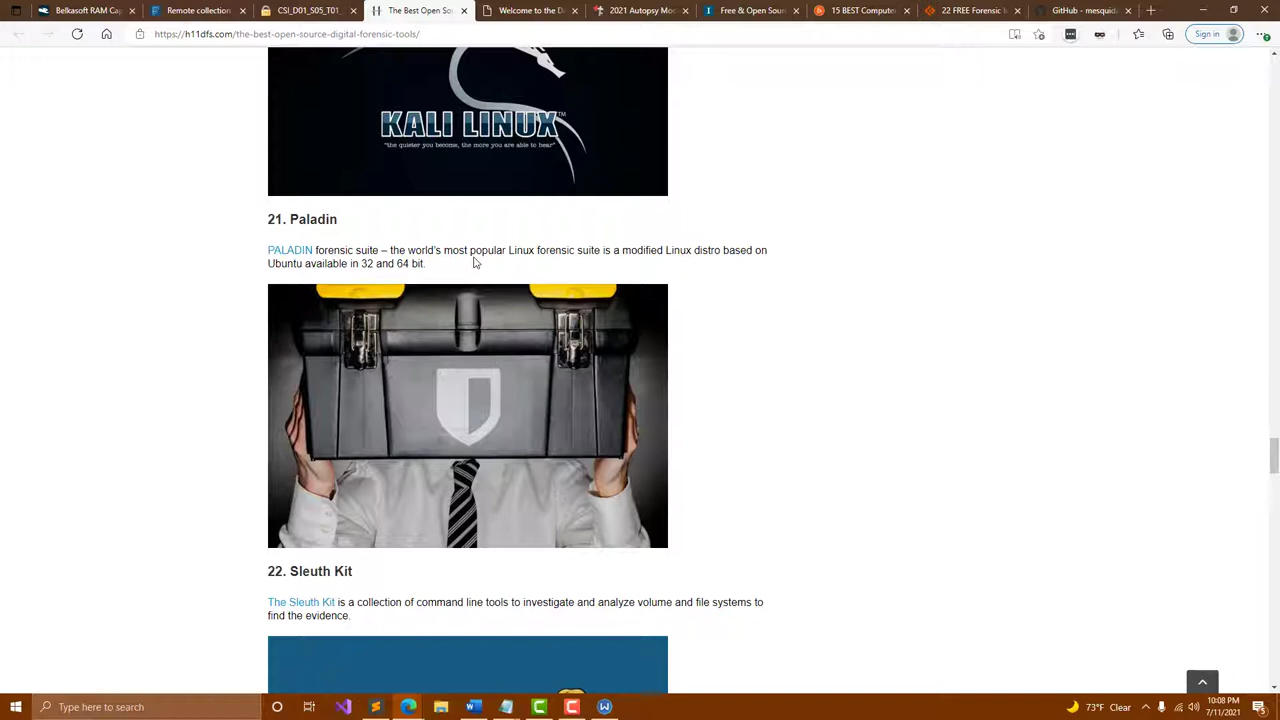 Belkasoft RAM Cap
Remote collection
CSI_D01_S05_T01
The Best Open So
Welcome to the D
2021 Autopsy Mo
Free & Open Sou
15 BEST Compute
22 FREE Forensic I
GitHub - mesquida
https://h11dfs.com/the-best-open-source-digital-forensic-tools/
Sign in
KALI LINUX TM
"the quieter you become, the more you are able to hear"
21. Paladin
PALADIN forensic suite – the world's most popular Linux forensic suite is a modified Linux distro based on
Ubuntu available in 32 and 64 bit.
22. Sleuth Kit
The Sleuth Kit is a collection of command line tools to investigate and analyze volume and file systems to
find the evidence.
Type here to search
73°F Clear
10:08 PM
7/11/2021